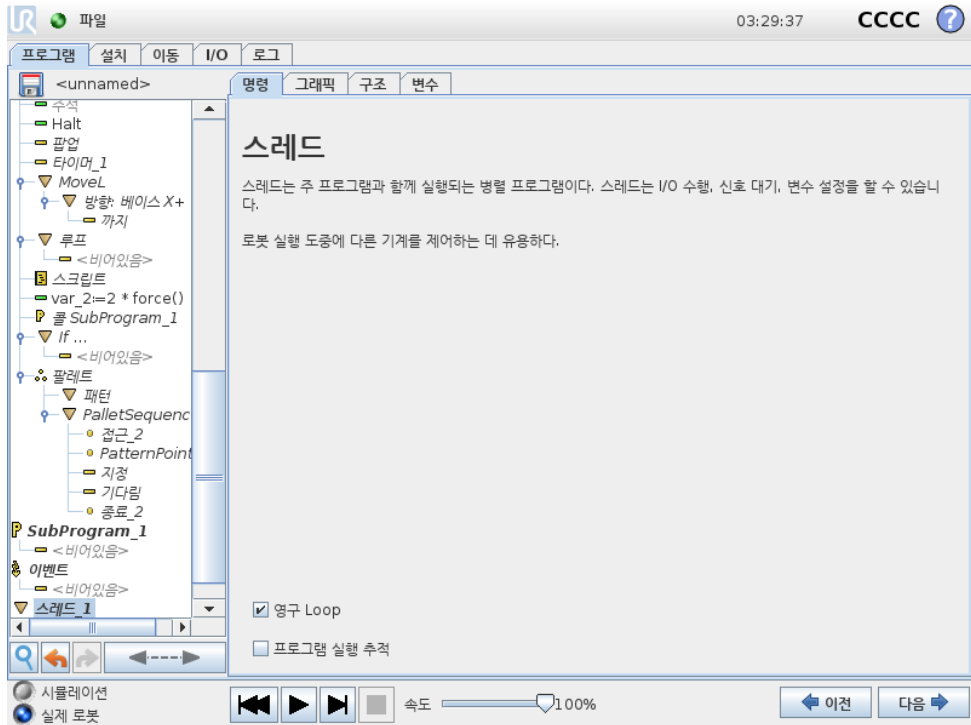 파일
03:29:37
CCCC
?
프로그램 설치 이동 I/O 로그
<unnamed>
명령 그래픽 구조 변수
주석
Halt
팝업
타이머_1
MoveL
방향: 베이스 X+
까지
루프
<비어있음>
스크립트
var_2:=2 * force()
콜 SubProgram_1
If ...
<비어있음>
팔레트
패턴
PalletSequenc
접근_2
PatternPoint
지정
기다림
종료_2
SubProgram_1
<비어있음>
이벤트
<비어있음>
스레드_1
스레드
스레드는 주 프로그램과 함께 실행되는 병렬 프로그램이다. 스레드는 I/O 수행, 신호 대기, 변수 설정을 할 수 있습니
다.
로봇 실행 도중에 다른 기계를 제어하는 데 유용하다.
영구 Loop
프로그램 실행 추적
시뮬레이션
실제 로봇
속도 100%
이전
다음